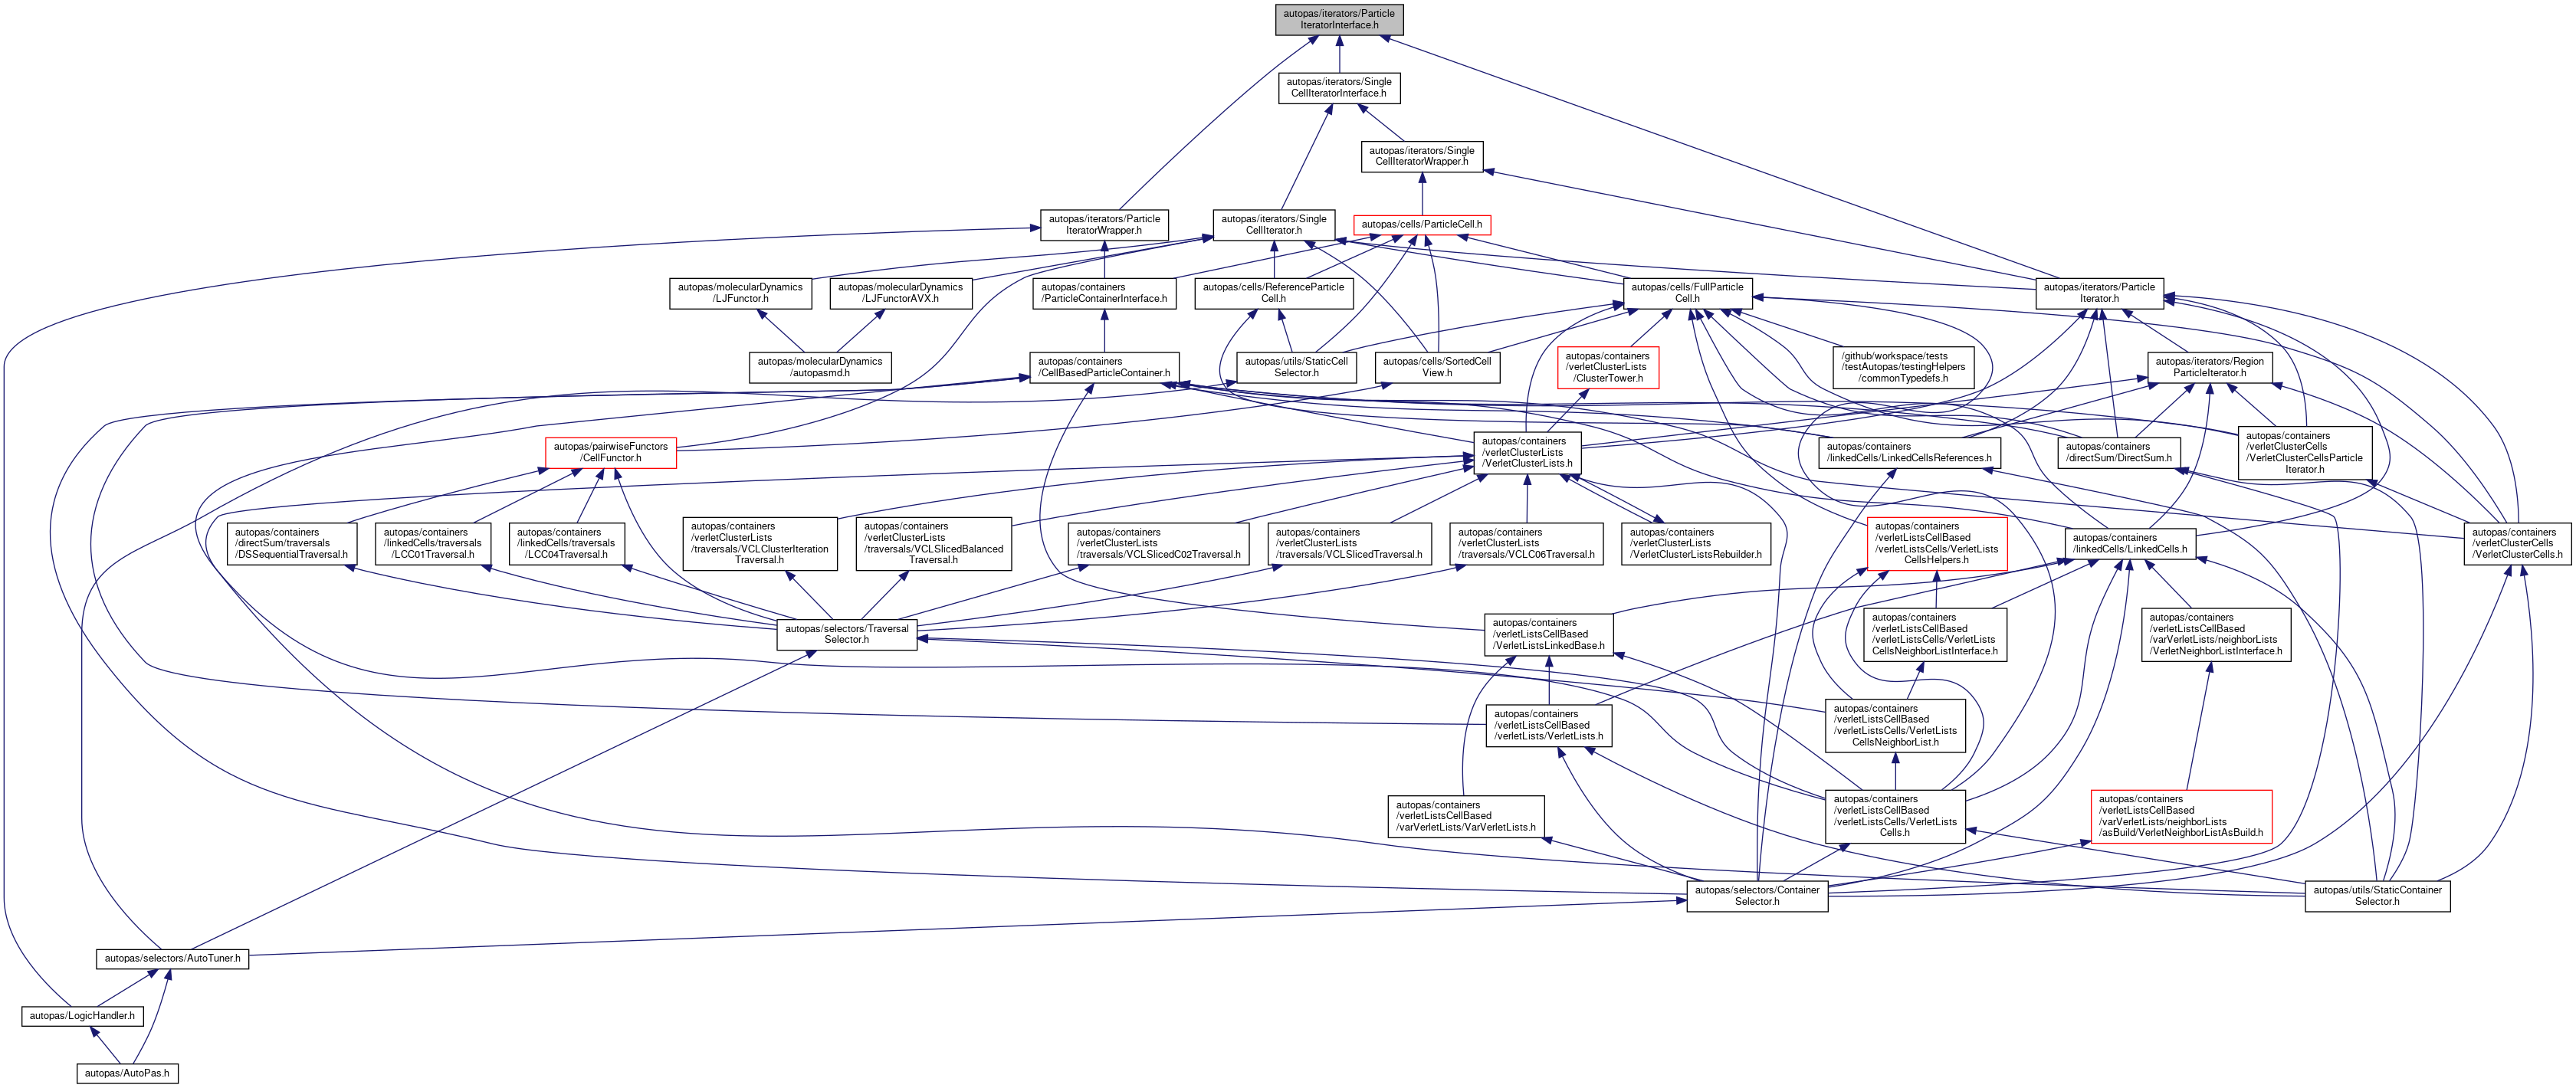 autopas/iterators/Particle
IteratorInterface.h
autopas/iterators/Single
CellIteratorInterface.h
autopas/iterators/Single
CellIteratorWrapper.h
autopas/iterators/Particle
IteratorWrapper.h
autopas/iterators/Single
CellIterator.h
autopas/cells/ParticleCell.h
autopas/molecularDynamics
/LJFunctor.h
autopas/molecularDynamics
/LJFunctorAVX.h
autopas/containers
/ParticleContainerInterface.h
autopas/cells/ReferenceParticle
Cell.h
autopas/cells/FullParticle
Cell.h
autopas/iterators/Particle
Iterator.h
autopas/molecularDynamics
/autopasmd.h
autopas/containers
/CellBasedParticleContainer.h
autopas/utils/StaticCell
Selector.h
autopas/cells/SortedCell
View.h
autopas/containers
/verletClusterLists
/ClusterTower.h
/github/workspace/tests
/testAutopas/testingHelpers
/commonTypedefs.h
autopas/iterators/Region
ParticleIterator.h
autopas/pairwiseFunctors
/CellFunctor.h
autopas/containers
/verletClusterLists
/VerletClusterLists.h
autopas/containers
/linkedCells/LinkedCellsReferences.h
autopas/containers
/directSum/DirectSum.h
autopas/containers
/verletClusterCells
/VerletClusterCellsParticle
Iterator.h
autopas/containers
/directSum/traversals
/DSSequentialTraversal.h
autopas/containers
/linkedCells/traversals
/LCC01Traversal.h
autopas/containers
/linkedCells/traversals
/LCC04Traversal.h
autopas/containers
/verletClusterLists
/traversals/VCLClusterIteration
Traversal.h
autopas/containers
/verletClusterLists
/traversals/VCLSlicedBalanced
Traversal.h
autopas/containers
/verletClusterLists
/traversals/VCLSlicedC02Traversal.h
autopas/containers
/verletClusterLists
/traversals/VCLSlicedTraversal.h
autopas/containers
/verletClusterLists
/traversals/VCLC06Traversal.h
autopas/containers
/verletClusterLists
/VerletClusterListsRebuilder.h
autopas/containers
/verletListsCellBased
/verletListsCells/VerletLists
CellsHelpers.h
autopas/containers
/linkedCells/LinkedCells.h
autopas/containers
/verletClusterCells
/VerletClusterCells.h
autopas/selectors/Traversal
Selector.h
autopas/containers
/verletListsCellBased
/VerletListsLinkedBase.h
autopas/containers
/verletListsCellBased
/verletListsCells/VerletLists
CellsNeighborListInterface.h
autopas/containers
/verletListsCellBased
/varVerletLists/neighborLists
/VerletNeighborListInterface.h
autopas/containers
/verletListsCellBased
/verletLists/VerletLists.h
autopas/containers
/verletListsCellBased
/verletListsCells/VerletLists
CellsNeighborList.h
autopas/containers
/verletListsCellBased
/varVerletLists/VarVerletLists.h
autopas/containers
/verletListsCellBased
/verletListsCells/VerletLists
Cells.h
autopas/containers
/verletListsCellBased
/varVerletLists/neighborLists
/asBuild/VerletNeighborListAsBuild.h
autopas/selectors/Container
Selector.h
autopas/utils/StaticContainer
Selector.h
autopas/selectors/AutoTuner.h
autopas/LogicHandler.h
autopas/AutoPas.h